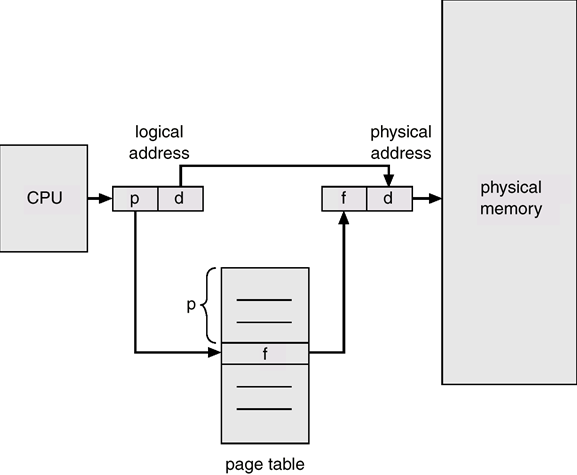 logical
address
physical
address
CPU
p
d
f
d
physical
memory
p
f
page table